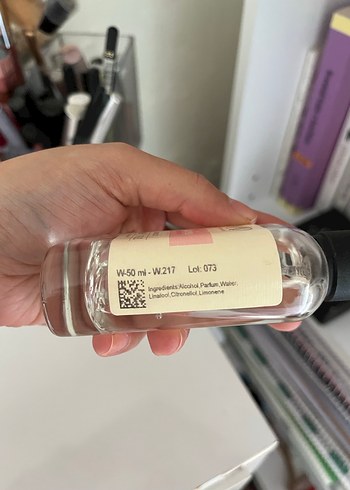 W-50 ml - W.217 Lot: 073
Ingredients:Alcohol,Parfum,Water,
Linalool,Citronellol,Limonene